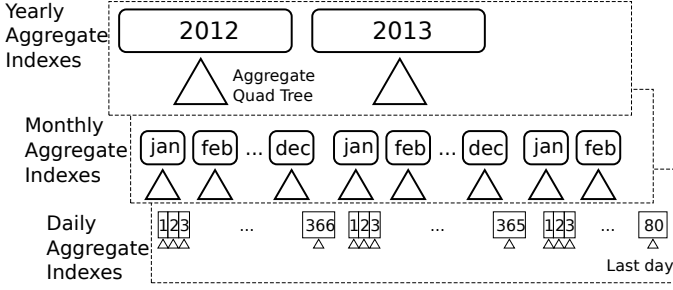 Yearly
Aggregate
Indexes
2012 2013
Aggregate
Quad Tree
Monthly
Aggregate
Indexes
jan feb ... dec jan feb ... dec jan feb
Daily
Aggregate
Indexes
1 2 3 ... 366 1 2 3 ... 365 1 2 3 ... 80
Last day